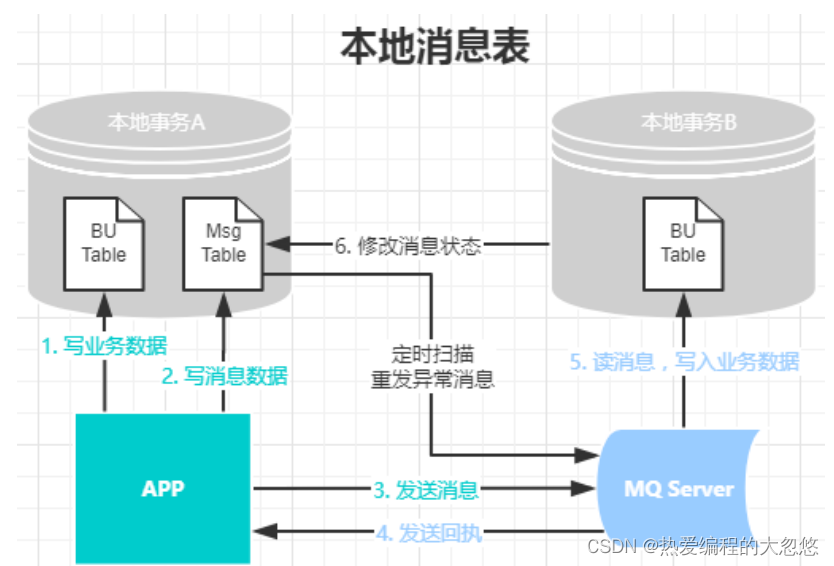 本地消息表
本地事务A
本地事务B
BU
Table
Msg
Table
BU
Table
6. 修改消息状态
1. 写业务数据
2. 写消息数据
定时扫描
重发异常消息
5. 读消息，写入业务数据
APP
3. 发送消息
MQ Server
4. 发送回执
CSDN @热爱编程的大忽悠